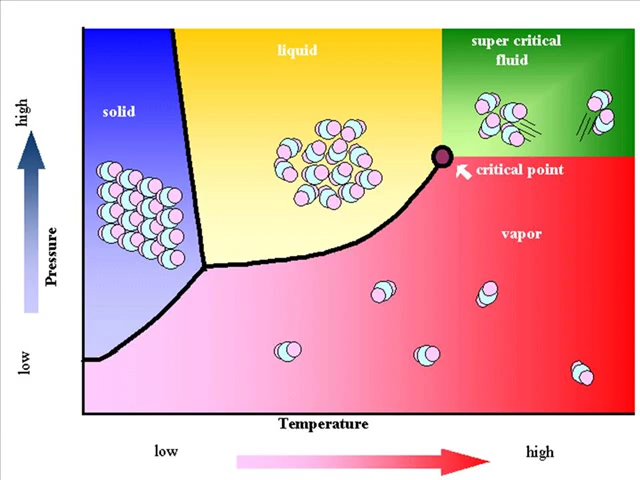 super critical
fluid
liquid
solid
high
critical point
vapor
Pressure
low
Temperature
low
high